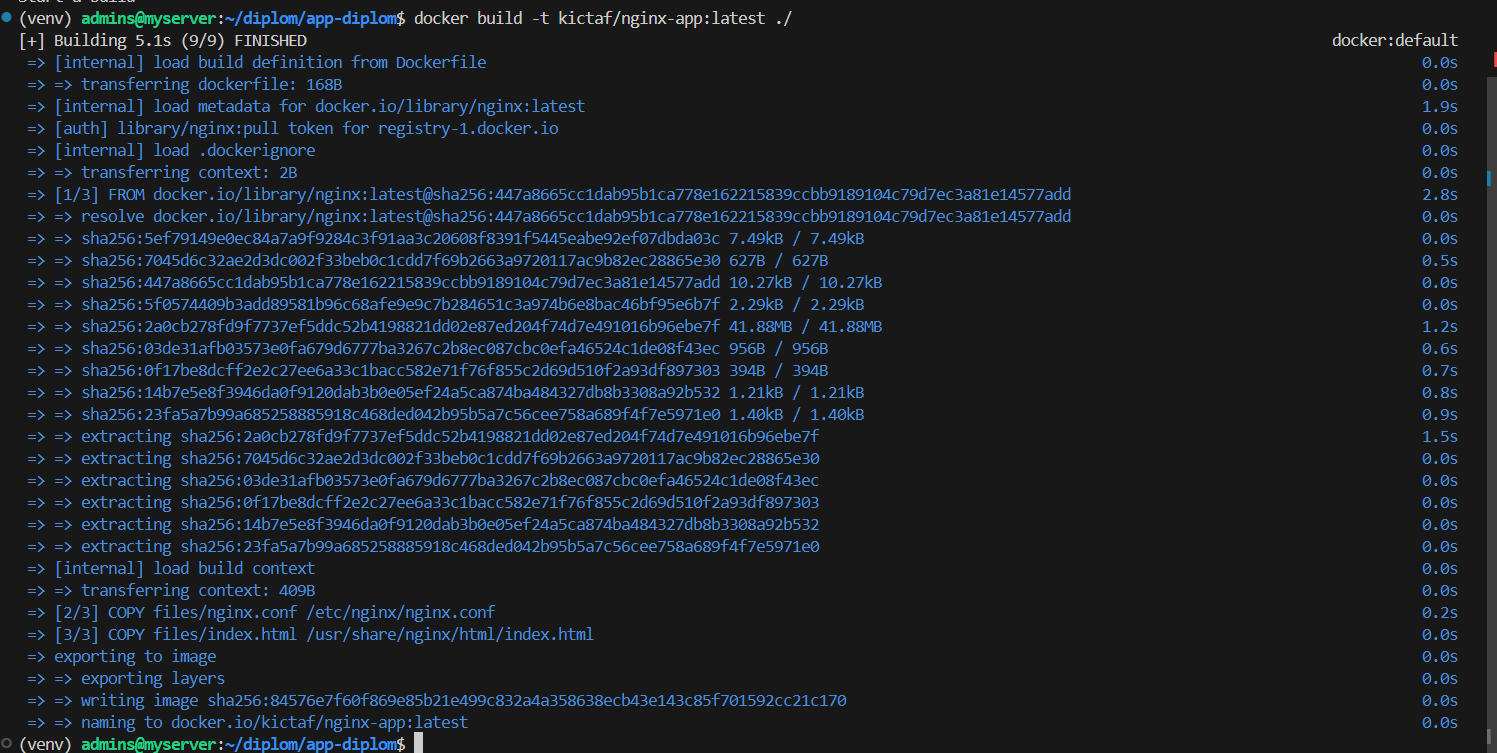 (venv) admins@myserver:~/diplom/app-diplom$ docker build -t kictaf/nginx-app:latest ./
[+] Building 5.1s (9/9) FINISHED docker:default
=> [internal] load build definition from Dockerfile 0.0s
=> => transferring dockerfile: 168B 0.0s
=> [internal] load metadata for docker.io/library/nginx:latest 1.9s
=> [auth] library/nginx:pull token for registry-1.docker.io 0.0s
=> [internal] load .dockerignore 0.0s
=> => transferring context: 2B 0.0s
=> [1/3] FROM docker.io/library/nginx:latest@sha256:447a8665cc1dab95b1ca778e162215839ccbb9189104c79d7ec3a81e14577add 2.8s
=> => resolve docker.io/library/nginx:latest@sha256:447a8665cc1dab95b1ca778e162215839ccbb9189104c79d7ec3a81e14577add 0.0s
=> => sha256:5ef79149e0ec84a7a9f9284c3f91aa3c20608f8391f5445eabe92ef07dbda03c 7.49kB / 7.49kB 0.0s
=> => sha256:7045d6c32ae2d3dc002f33beb0c1cdd7f69b2663a9720117ac9b82ec28865e30 627B / 627B 0.5s
=> => sha256:447a8665cc1dab95b1ca778e162215839ccbb9189104c79d7ec3a81e14577add 10.27kB / 10.27kB 0.0s
=> => sha256:5f0574409b3add89581b96c68afe9e9c7b284651c3a974b6e8bac46bf95e6b7f 2.29kB / 2.29kB 0.0s
=> => sha256:2a0cb278fd9f7737ef5ddc52b4198821dd02e87ed204f74d7e491016b96ebe7f 41.88MB / 41.88MB 1.2s
=> => sha256:03de31afb03573e0fa679d6777ba3267c2b8ec087cbc0efa46524c1de08f43ec 956B / 956B 0.6s
=> => sha256:0f17be8dcff2e2c27ee6a33c1bacc582e71f76f855c2d69d510f2a93df897303 394B / 394B 0.7s
=> => sha256:14b7e5e8f3946da0f9120dab3b0e05ef24a5ca874ba484327db8b3308a92b532 1.21kB / 1.21kB 0.8s
=> => sha256:23fa5a7b99a685258885918c468ded042b95b5a7c56cee758a689f4f7e5971e0 1.40kB / 1.40kB 0.9s
=> => extracting sha256:2a0cb278fd9f7737ef5ddc52b4198821dd02e87ed204f74d7e491016b96ebe7f 1.5s
=> => extracting sha256:7045d6c32ae2d3dc002f33beb0c1cdd7f69b2663a9720117ac9b82ec28865e30 0.0s
=> => extracting sha256:03de31afb03573e0fa679d6777ba3267c2b8ec087cbc0efa46524c1de08f43ec 0.0s
=> => extracting sha256:0f17be8dcff2e2c27ee6a33c1bacc582e71f76f855c2d69d510f2a93df897303 0.0s
=> => extracting sha256:14b7e5e8f3946da0f9120dab3b0e05ef24a5ca874ba484327db8b3308a92b532 0.0s
=> => extracting sha256:23fa5a7b99a685258885918c468ded042b95b5a7c56cee758a689f4f7e5971e0 0.0s
=> [internal] load build context 0.0s
=> => transferring context: 409B 0.0s
=> [2/3] COPY files/nginx.conf /etc/nginx/nginx.conf 0.2s
=> [3/3] COPY files/index.html /usr/share/nginx/html/index.html 0.0s
=> exporting to image 0.0s
=> => exporting layers 0.0s
=> => writing image sha256:84576e7f60f869e85b21e499c832a4a358638ecb43e143c85f701592cc21c170 0.0s
=> => naming to docker.io/kictaf/nginx-app:latest 0.0s
(venv) admins@myserver:~/diplom/app-diplom$